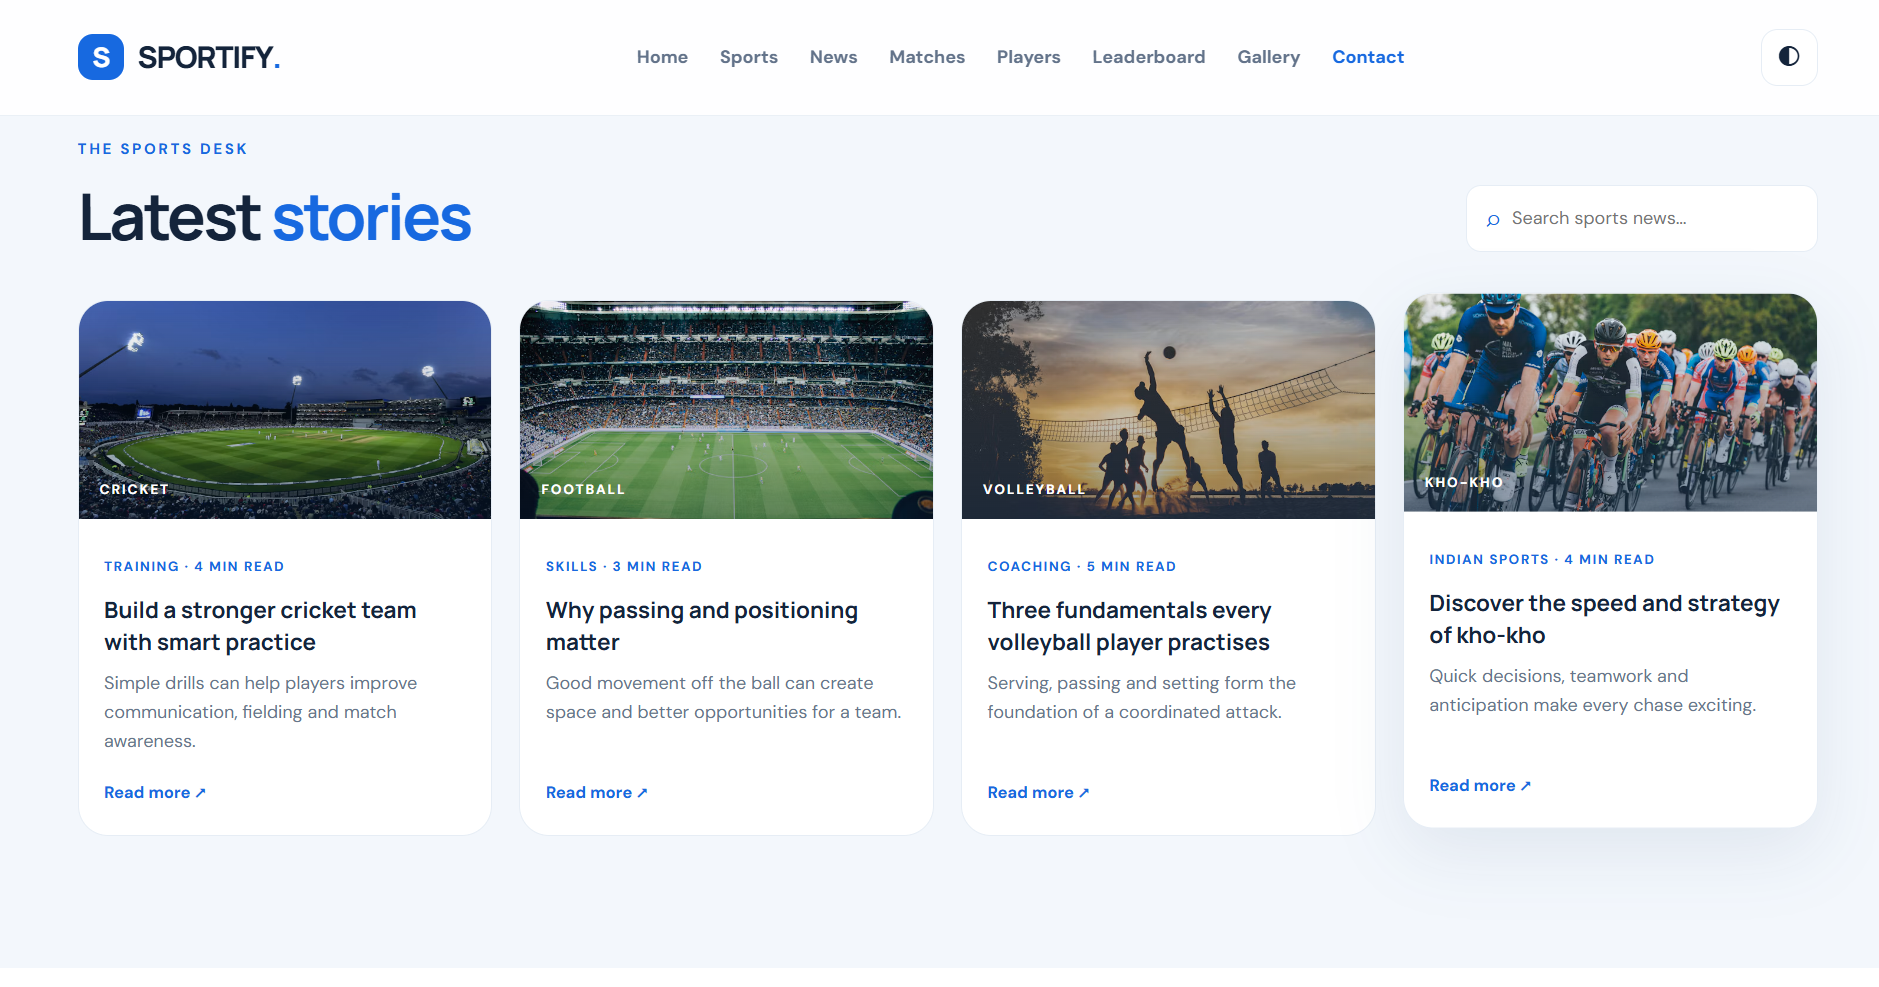 S SPORTIFY.
Home Sports News Matches Players Leaderboard Gallery Contact
THE SPORTS DESK
Latest stories
Search sports news...
CRICKET
TRAINING · 4 MIN READ
Build a stronger cricket team
with smart practice
Simple drills can help players improve
communication, fielding and match
awareness.
Read more ↗
FOOTBALL
SKILLS · 3 MIN READ
Why passing and positioning
matter
Good movement off the ball can create
space and better opportunities for a team.
Read more ↗
VOLLEYBALL
COACHING · 5 MIN READ
Three fundamentals every
volleyball player practises
Serving, passing and setting form the
foundation of a coordinated attack.
Read more ↗
KHO-KHO
INDIAN SPORTS · 4 MIN READ
Discover the speed and strategy
of kho-kho
Quick decisions, teamwork and
anticipation make every chase exciting.
Read more ↗